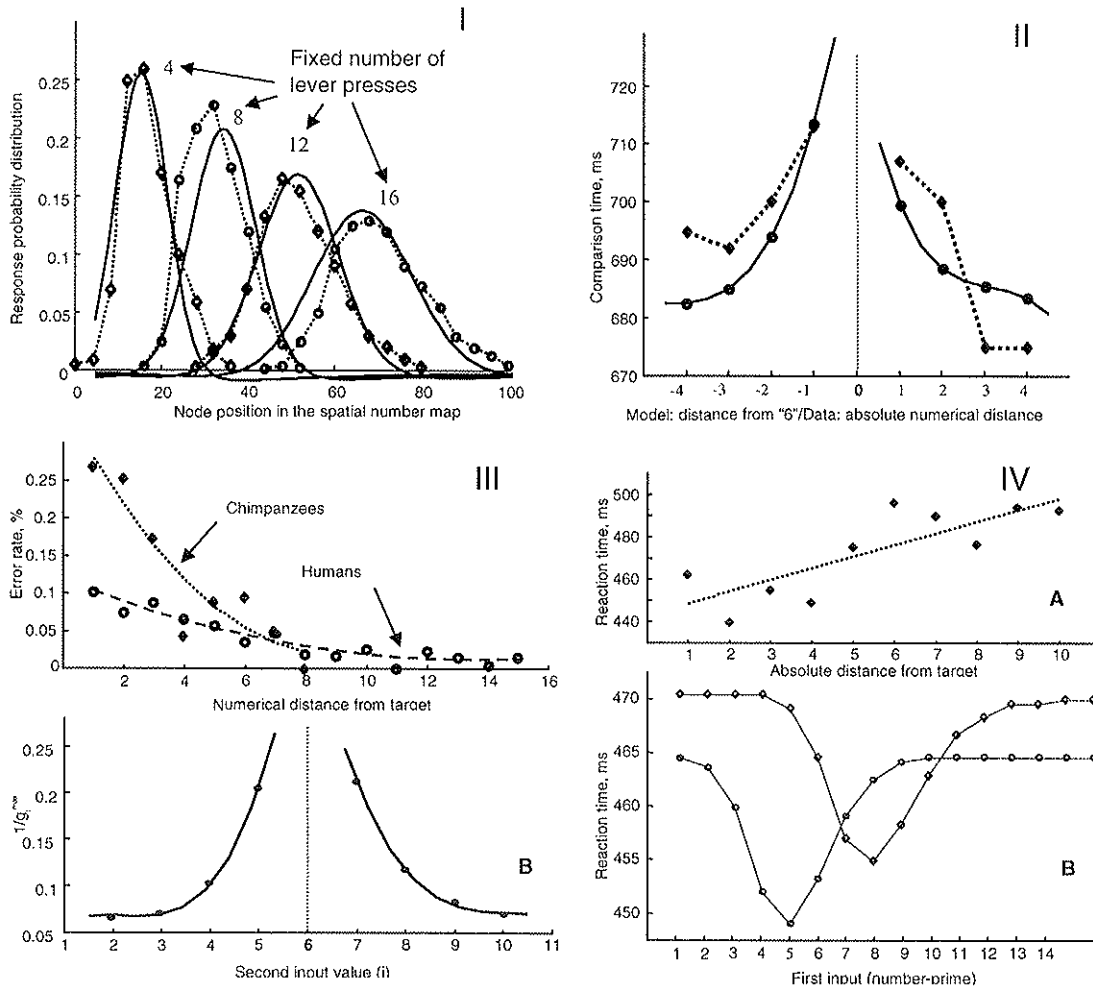 I
Response probability distribution
0.25
0.2
0.15
0.1
0.05
0
Fixed number of
lever presses
4
8
12
16
0 20 40 60 80 100
Node position in the spatial number map
II
Comparison time, ms
720
710
700
690
680
670
-4 -3 -2 -1 0 1 2 3 4
Model: distance from "6"/Data: absolute numerical distance
III
Error rate, %
0.25
0.2
0.15
0.1
0.05
0
Chimpanzees
Humans
2 4 6 8 10 12 14 16
Numerical distance from target
0.25
0.2
0.15
0.1
0.05
B
1 2 3 4 5 6 7 8 9 10 11
Second input value (i)
IV
Reaction time, ms
500
480
460
440
A
1 2 3 4 5 6 7 8 9 10
Absolute distance from target
Reaction time, ms
470
465
460
455
450
B
1 2 3 4 5 6 7 8 9 10 11 12 13 14
First input (number-prime)